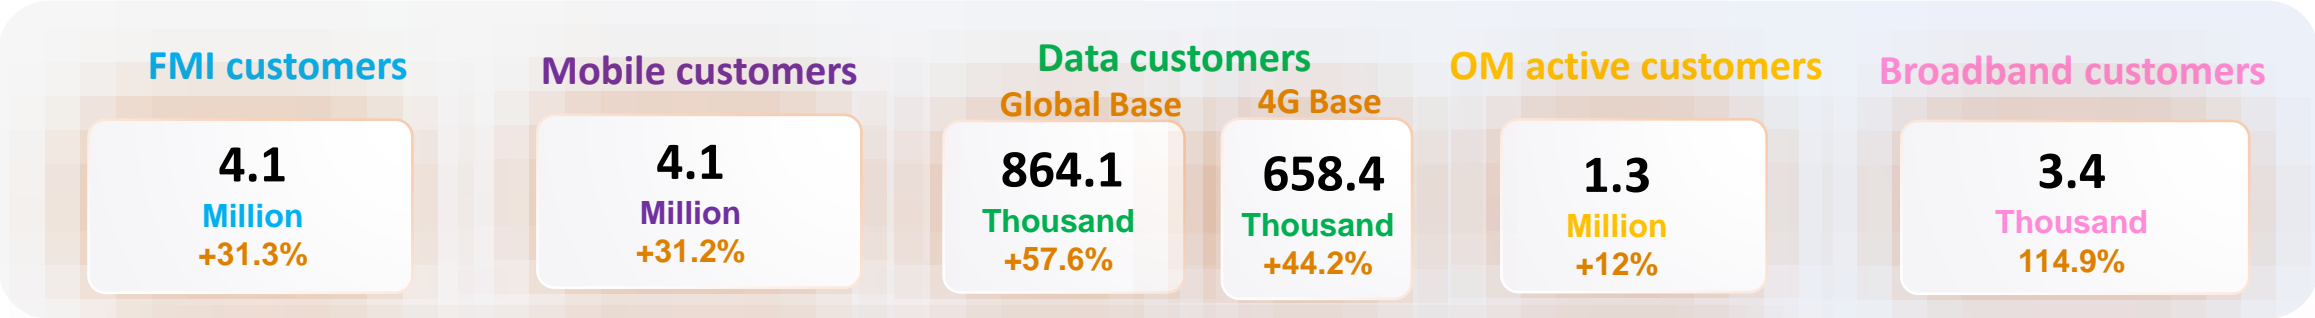 FMI customers
4.1
Million
+31.3%
Mobile customers
4.1
Million
+31.2%
Data customers
Global Base
864.1
Thousand
+57.6%
4G Base
658.4
Thousand
+44.2%
OM active customers
1.3
Million
+12%
Broadband customers
3.4
Thousand
114.9%